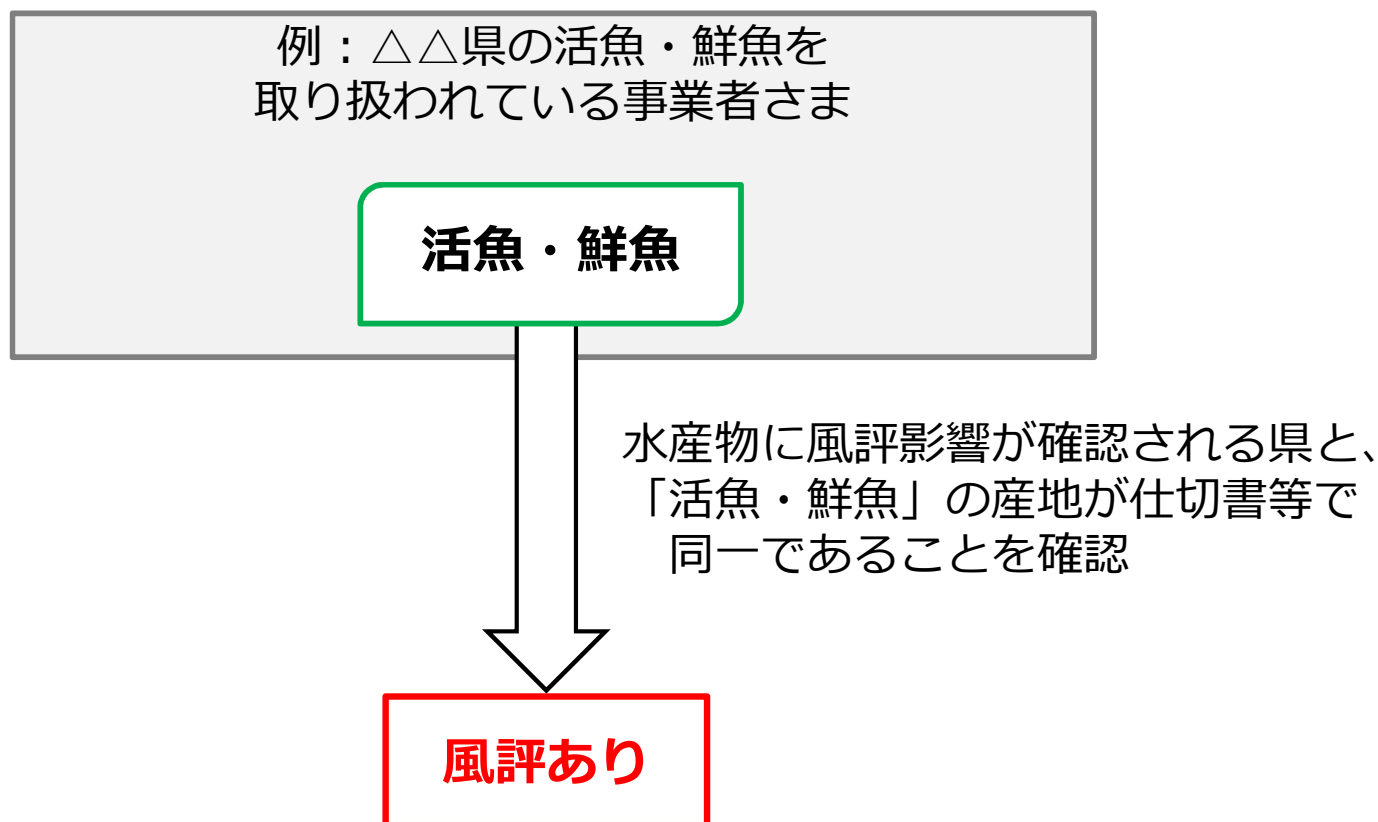 例：△△県の活魚・鮮魚を
取り扱われている事業者さま
活魚・鮮魚
水産物に風評影響が確認される県と、
「活魚・鮮魚」の産地が仕切書等で
同一であることを確認
風評あり